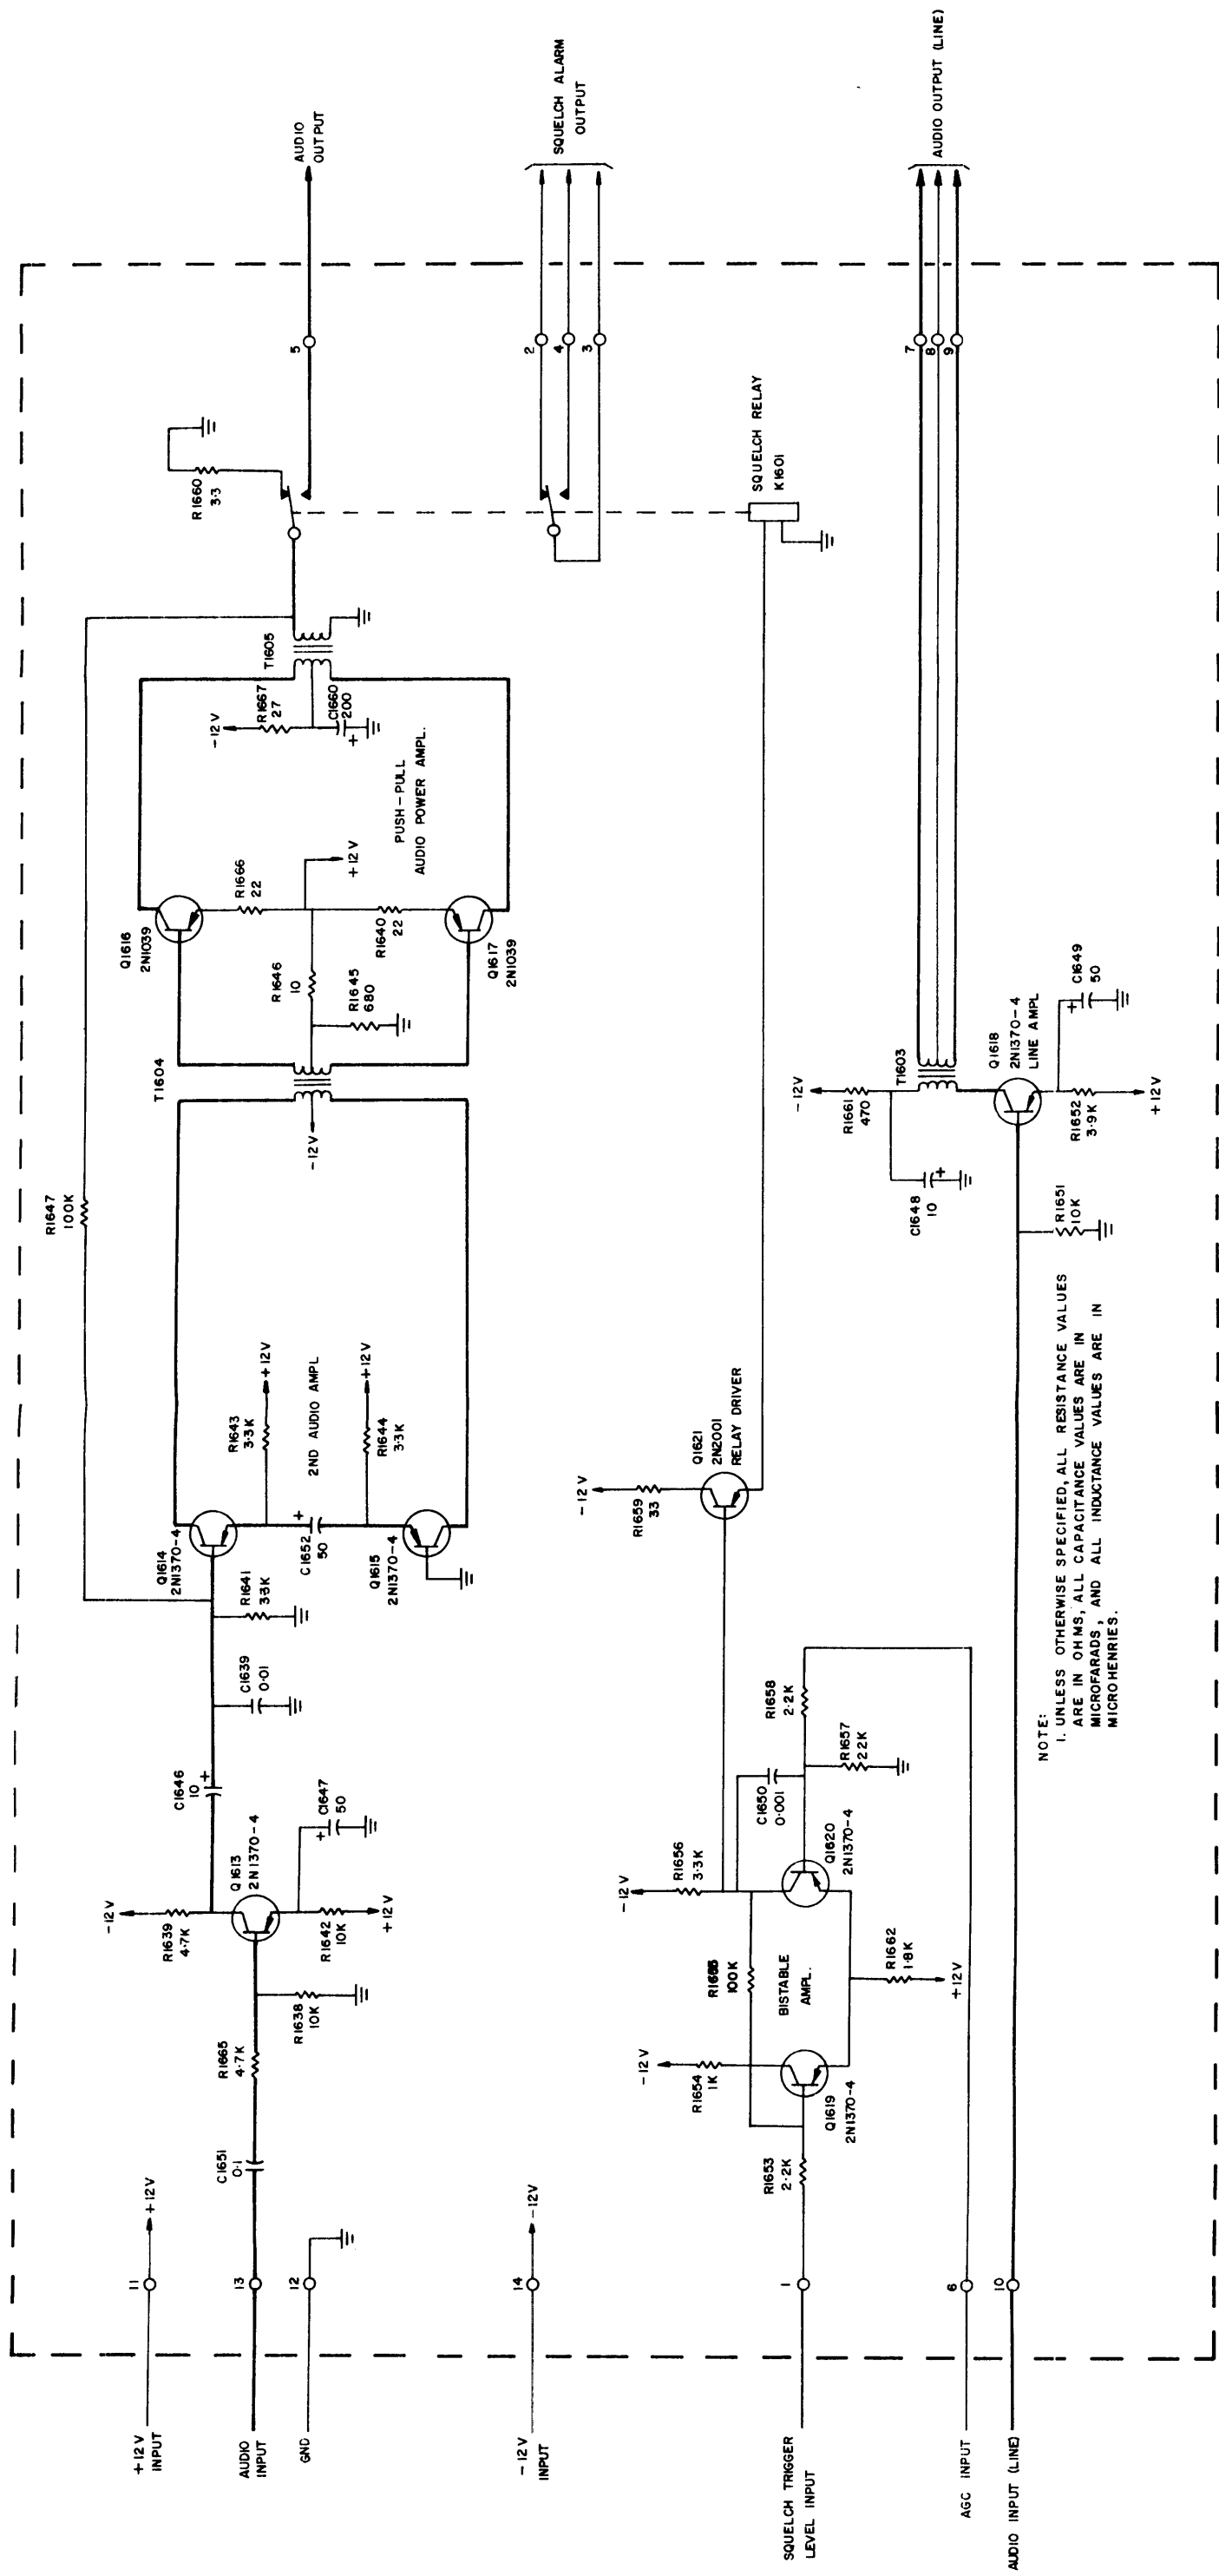 +12V
INPUT
AUDIO
INPUT
GND
-12V
INPUT
SQUELCH TRIGGER
LEVEL INPUT
AGC INPUT
AUDIO INPUT (LINE)
11
+12V
13
12
14
-12V
1
6
10
C1651
0.1
R1665
4.7K
R1638
10K
-12V
R1639
4.7K
Q1613
2N1370-4
R1642
10K
+12V
C1647
50
C1646
10
C1639
0.01
R1641
33K
Q1614
2N1370-4
C1652
50
Q1615
2N1370-4
R1643
3.3K
+12V
2ND AUDIO AMPL
R1644
3.3K
+12V
R1647
100K
T1604
-12V
R1646
10
R1645
680
Q1616
2N1039
R1666
22
R1640
22
Q1617
2N1039
+12V
PUSH-PULL
AUDIO POWER AMPL.
-12V
R1667
27
C1660
200
T1605
R1660
3.3
5
AUDIO
OUTPUT
2
4
3
SQUELCH ALARM
OUTPUT
SQUELCH RELAY
K1601
R1653
2.2K
Q1619
2N1370-4
-12V
R1654
1K
100K
BISTABLE
AMPL.
R1662
1.8K
+12V
-12V
R1656
3.3K
Q1620
2N1370-4
C1650
0.001
R1657
22K
R1658
2.2K
-12V
R1659
33
Q1621
2N2001
RELAY DRIVER
R1651
10K
C1648
10
-12V
R1661
470
T1603
Q1618
2N1370-4
LINE AMPL
R1652
3.9K
+12V
C1649
50
7
8
9
AUDIO OUTPUT (LINE)
NOTE:
1. UNLESS OTHERWISE SPECIFIED, ALL RESISTANCE VALUES
ARE IN OHMS, ALL CAPACITANCE VALUES ARE IN
MICROFARADS, AND ALL INDUCTANCE VALUES ARE IN
MICROHENRIES.